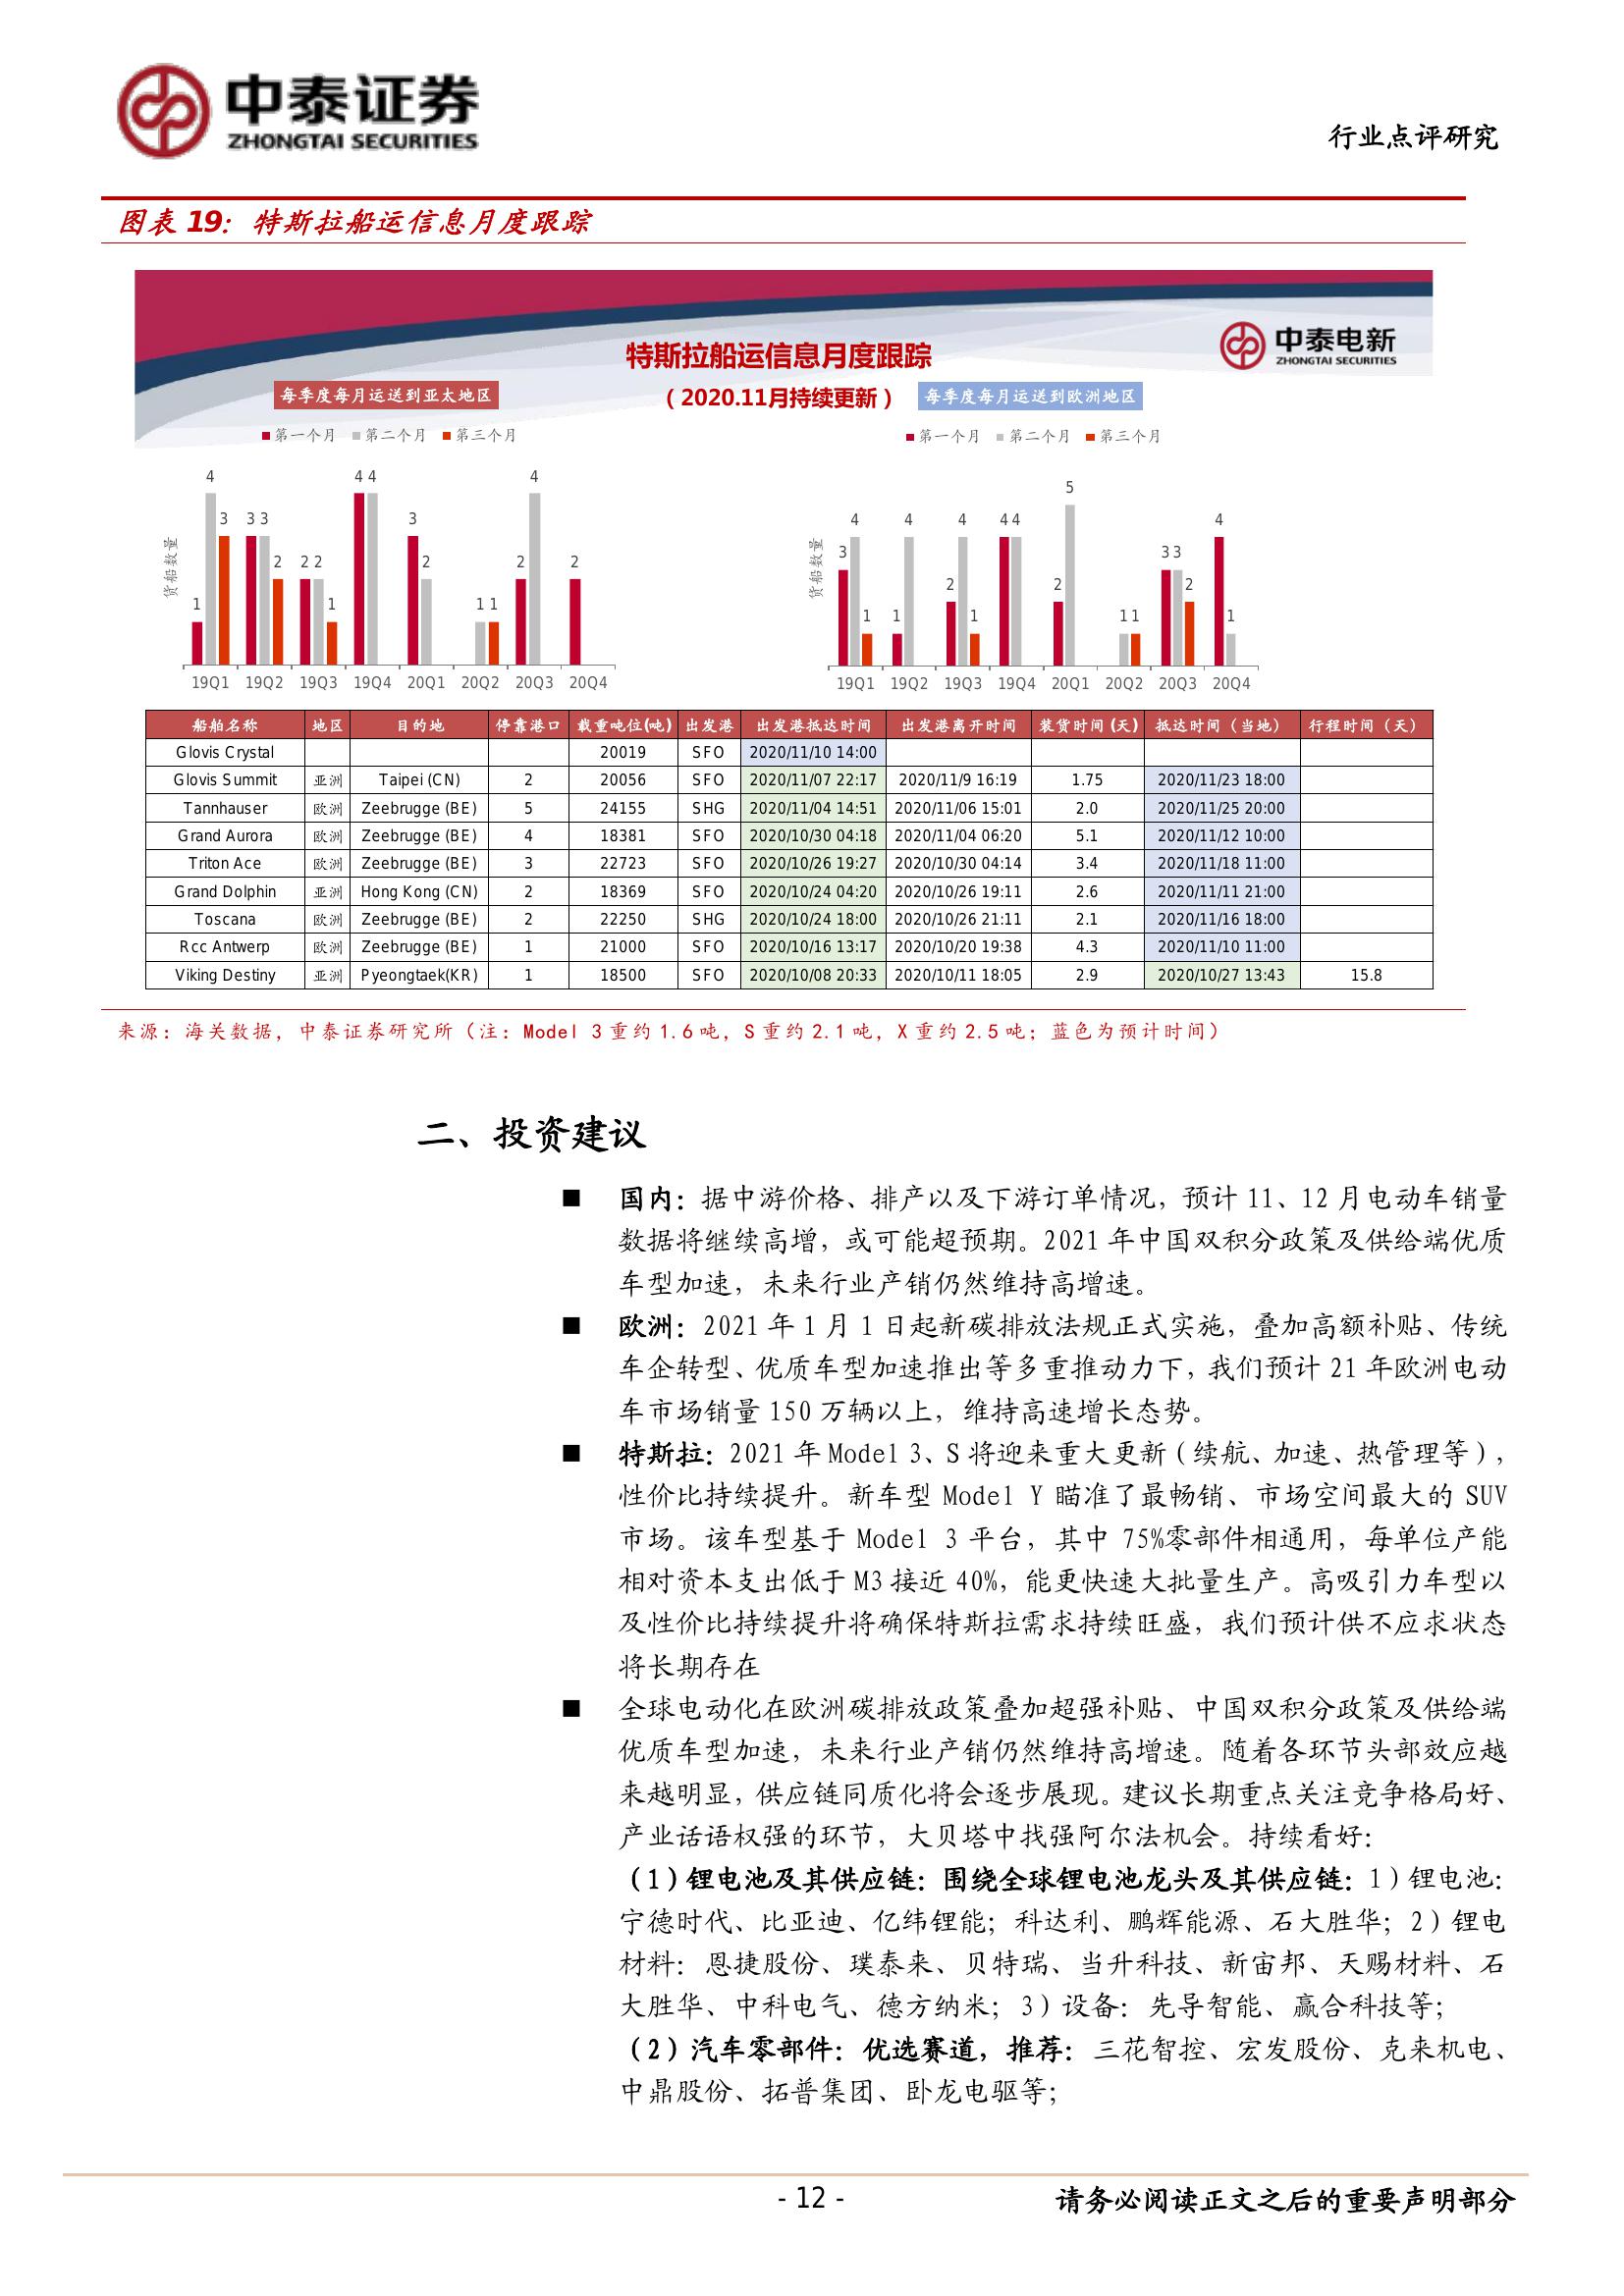 中泰证券
ZHONGTAI SECURITIES
行业点评研究
图表 19：特斯拉船运信息月度跟踪
特斯拉船运信息月度跟踪
中泰电新
ZHONGTAI SECURITIES
每季度每月运送到亚太地区
（2020.11月持续更新）
每季度每月运送到欧洲地区
第一个月 第二个月 第三个月
第一个月 第二个月 第三个月
货船数量
1 4 3 3 3 2 2 2 1 4 4 3 2 1 1 2 4 2
19Q1 19Q2 19Q3 19Q4 20Q1 20Q2 20Q3 20Q4
货船数量
3 4 1 1 4 2 4 1 4 4 2 5 1 1 3 3 2 4 1
19Q1 19Q2 19Q3 19Q4 20Q1 20Q2 20Q3 20Q4
船舶名称 地区 目的地 停靠港口 载重吨位(吨) 出发港 出发港抵达时间 出发港离开时间 装货时间 (天) 抵达时间（当地） 行程时间（天）
Glovis Crystal 20019 SFO 2020/11/10 14:00
Glovis Summit 亚洲 Taipei (CN) 2 20056 SFO 2020/11/07 22:17 2020/11/9 16:19 1.75 2020/11/23 18:00
Tannhauser 欧洲 Zeebrugge (BE) 5 24155 SHG 2020/11/04 14:51 2020/11/06 15:01 2.0 2020/11/25 20:00
Grand Aurora 欧洲 Zeebrugge (BE) 4 18381 SFO 2020/10/30 04:18 2020/11/04 06:20 5.1 2020/11/12 10:00
Triton Ace 欧洲 Zeebrugge (BE) 3 22723 SFO 2020/10/26 19:27 2020/10/30 04:14 3.4 2020/11/18 11:00
Grand Dolphin 亚洲 Hong Kong (CN) 2 18369 SFO 2020/10/24 04:20 2020/10/26 19:11 2.6 2020/11/11 21:00
Toscana 欧洲 Zeebrugge (BE) 2 22250 SHG 2020/10/24 18:00 2020/10/26 21:11 2.1 2020/11/16 18:00
Rcc Antwerp 欧洲 Zeebrugge (BE) 1 21000 SFO 2020/10/16 13:17 2020/10/20 19:38 4.3 2020/11/10 11:00
Viking Destiny 亚洲 Pyeongtaek(KR) 1 18500 SFO 2020/10/08 20:33 2020/10/11 18:05 2.9 2020/10/27 13:43 15.8
来源：海关数据，中泰证券研究所（注：Model 3 重约 1.6 吨，S 重约 2.1 吨，X 重约 2.5 吨；蓝色为预计时间）
二、投资建议
■ 国内：据中游价格、排产以及下游订单情况，预计 11、12 月电动车销量
数据将继续高增，或可能超预期。2021 年中国双积分政策及供给端优质
车型加速，未来行业产销仍然维持高增速。
■ 欧洲：2021 年 1 月 1 日起新碳排放法规正式实施，叠加高额补贴、传统
车企转型、优质车型加速推出等多重推动力下，我们预计 21 年欧洲电动
车市场销量 150 万辆以上，维持高速增长态势。
■ 特斯拉：2021 年 Model 3、S 将迎来重大更新（续航、加速、热管理等），
性价比持续提升。新车型 Model Y 瞄准了最畅销、市场空间最大的 SUV
市场。该车型基于 Model 3 平台，其中 75%零部件相通用，每单位产能
相对资本支出低于 M3 接近 40%，能更快速大批量生产。高吸引力车型以
及性价比持续提升将确保特斯拉需求持续旺盛，我们预计供不应求状态
将长期存在
■ 全球电动化在欧洲碳排放政策叠加超强补贴、中国双积分政策及供给端
优质车型加速，未来行业产销仍然维持高增速。随着各环节头部效应越
来越明显，供应链同质化将会逐步展现。建议长期重点关注竞争格局好、
产业话语权强的环节，大贝塔中找强阿尔法机会。持续看好：
（1）锂电池及其供应链：围绕全球锂电池龙头及其供应链：1）锂电池：
宁德时代、比亚迪、亿纬锂能；科达利、鹏辉能源、石大胜华；2）锂电
材料：恩捷股份、璞泰来、贝特瑞、当升科技、新宙邦、天赐材料、石
大胜华、中科电气、德方纳米；3）设备：先导智能、赢合科技等；
（2）汽车零部件：优选赛道，推荐：三花智控、宏发股份、克来机电、
中鼎股份、拓普集团、卧龙电驱等；
- 12 -
请务必阅读正文之后的重要声明部分